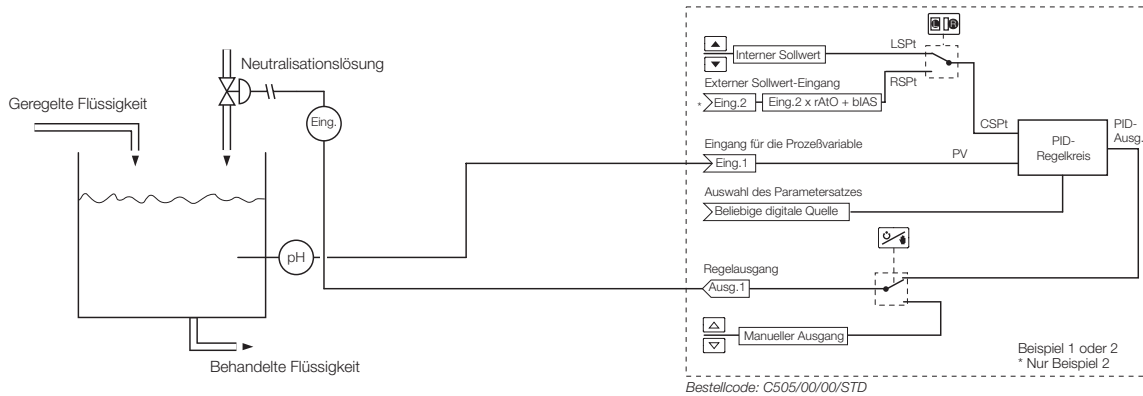 Neutralisationslösung
Geregelte Flüssigkeit
Eing.
pH
Behandelte Flüssigkeit
L R
LSPt
Interner Sollwert
Externer Sollwert-Eingang
RSPt
* Eing.2
Eing.2 x rAtO + bIAS
CSPt
PID-
Ausg.
PID-
Regelkreis
Eingang für die Prozeßvariable
PV
Eing.1
Auswahl des Parametersatzes
Beliebige digitale Quelle
Regelausgang
Ausg.1
Manueller Ausgang
Beispiel 1 oder 2
* Nur Beispiel 2
Bestellcode: C505/00/00/STD